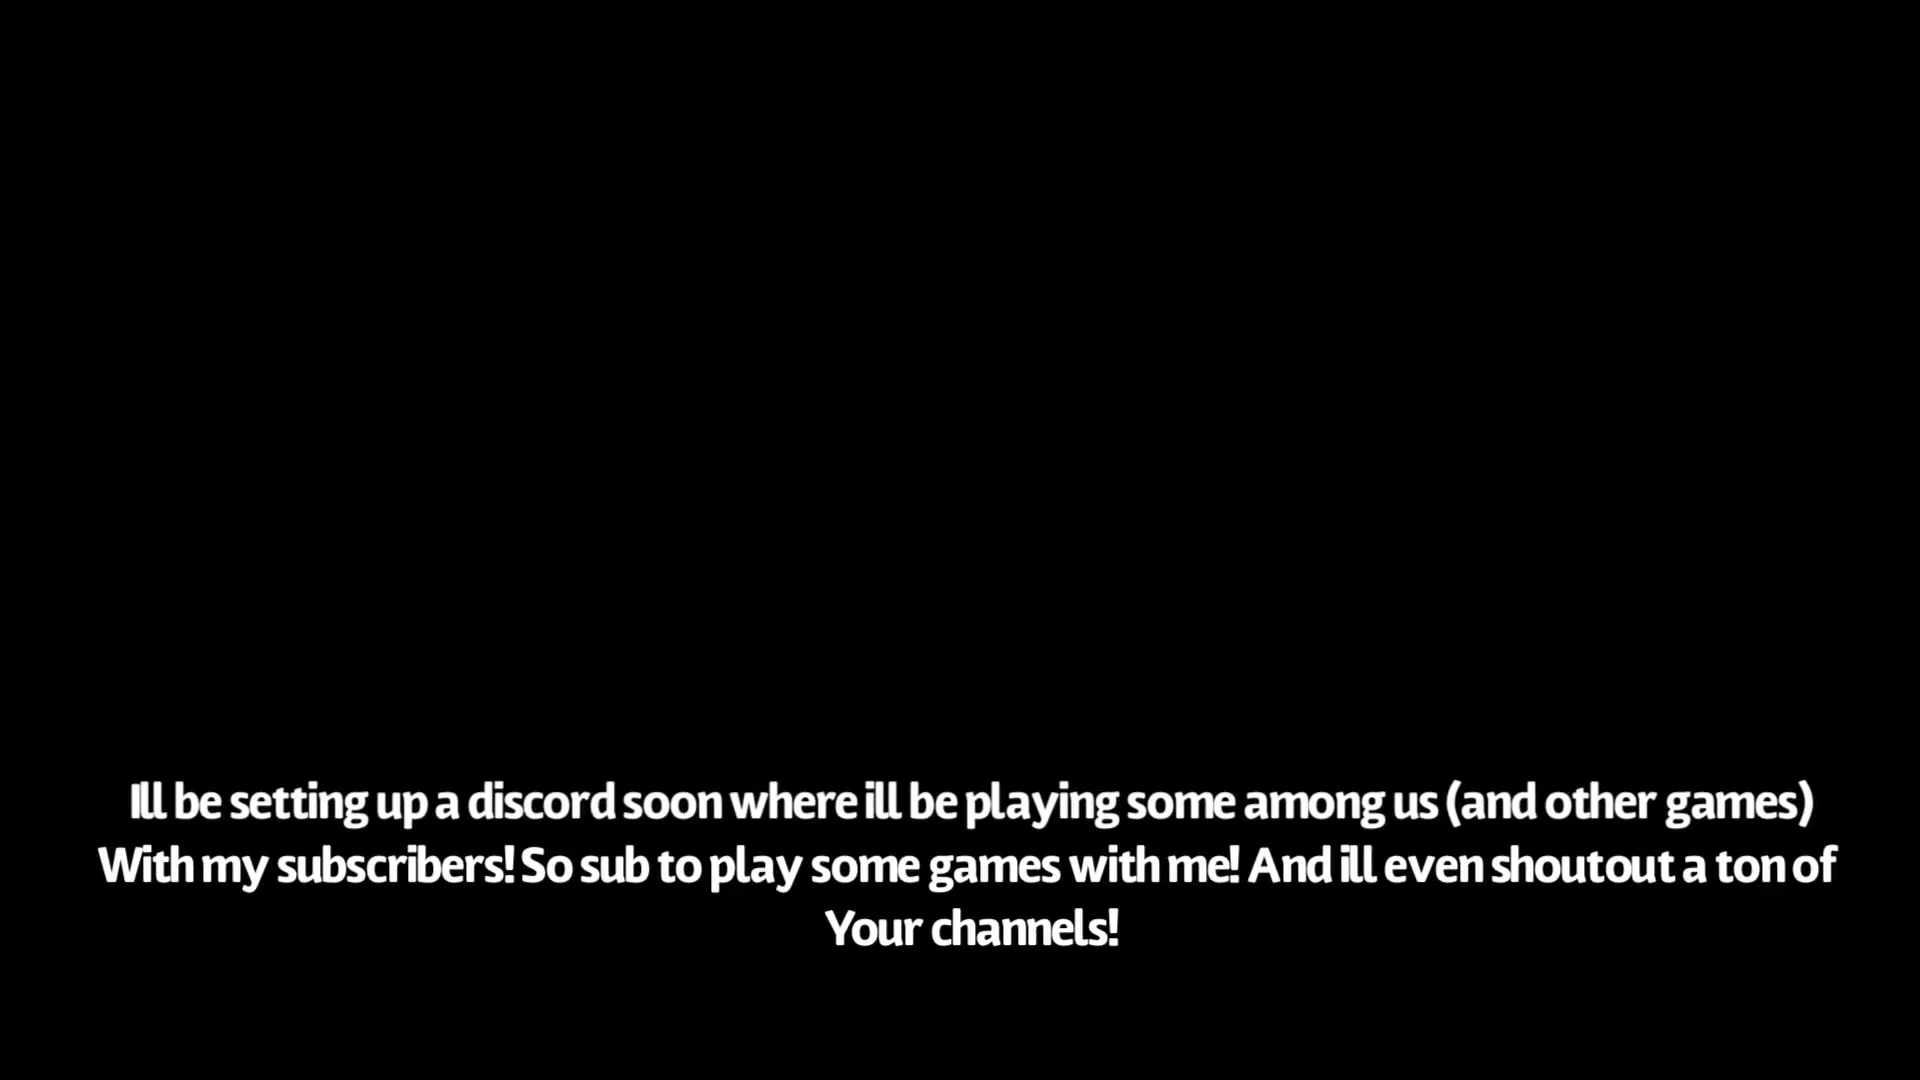 Ill be setting up a discord soon where ill be playing some among us (and other games)
With my subscribers! So sub to play some games with me! And ill even shoutout a ton of
Your channels!